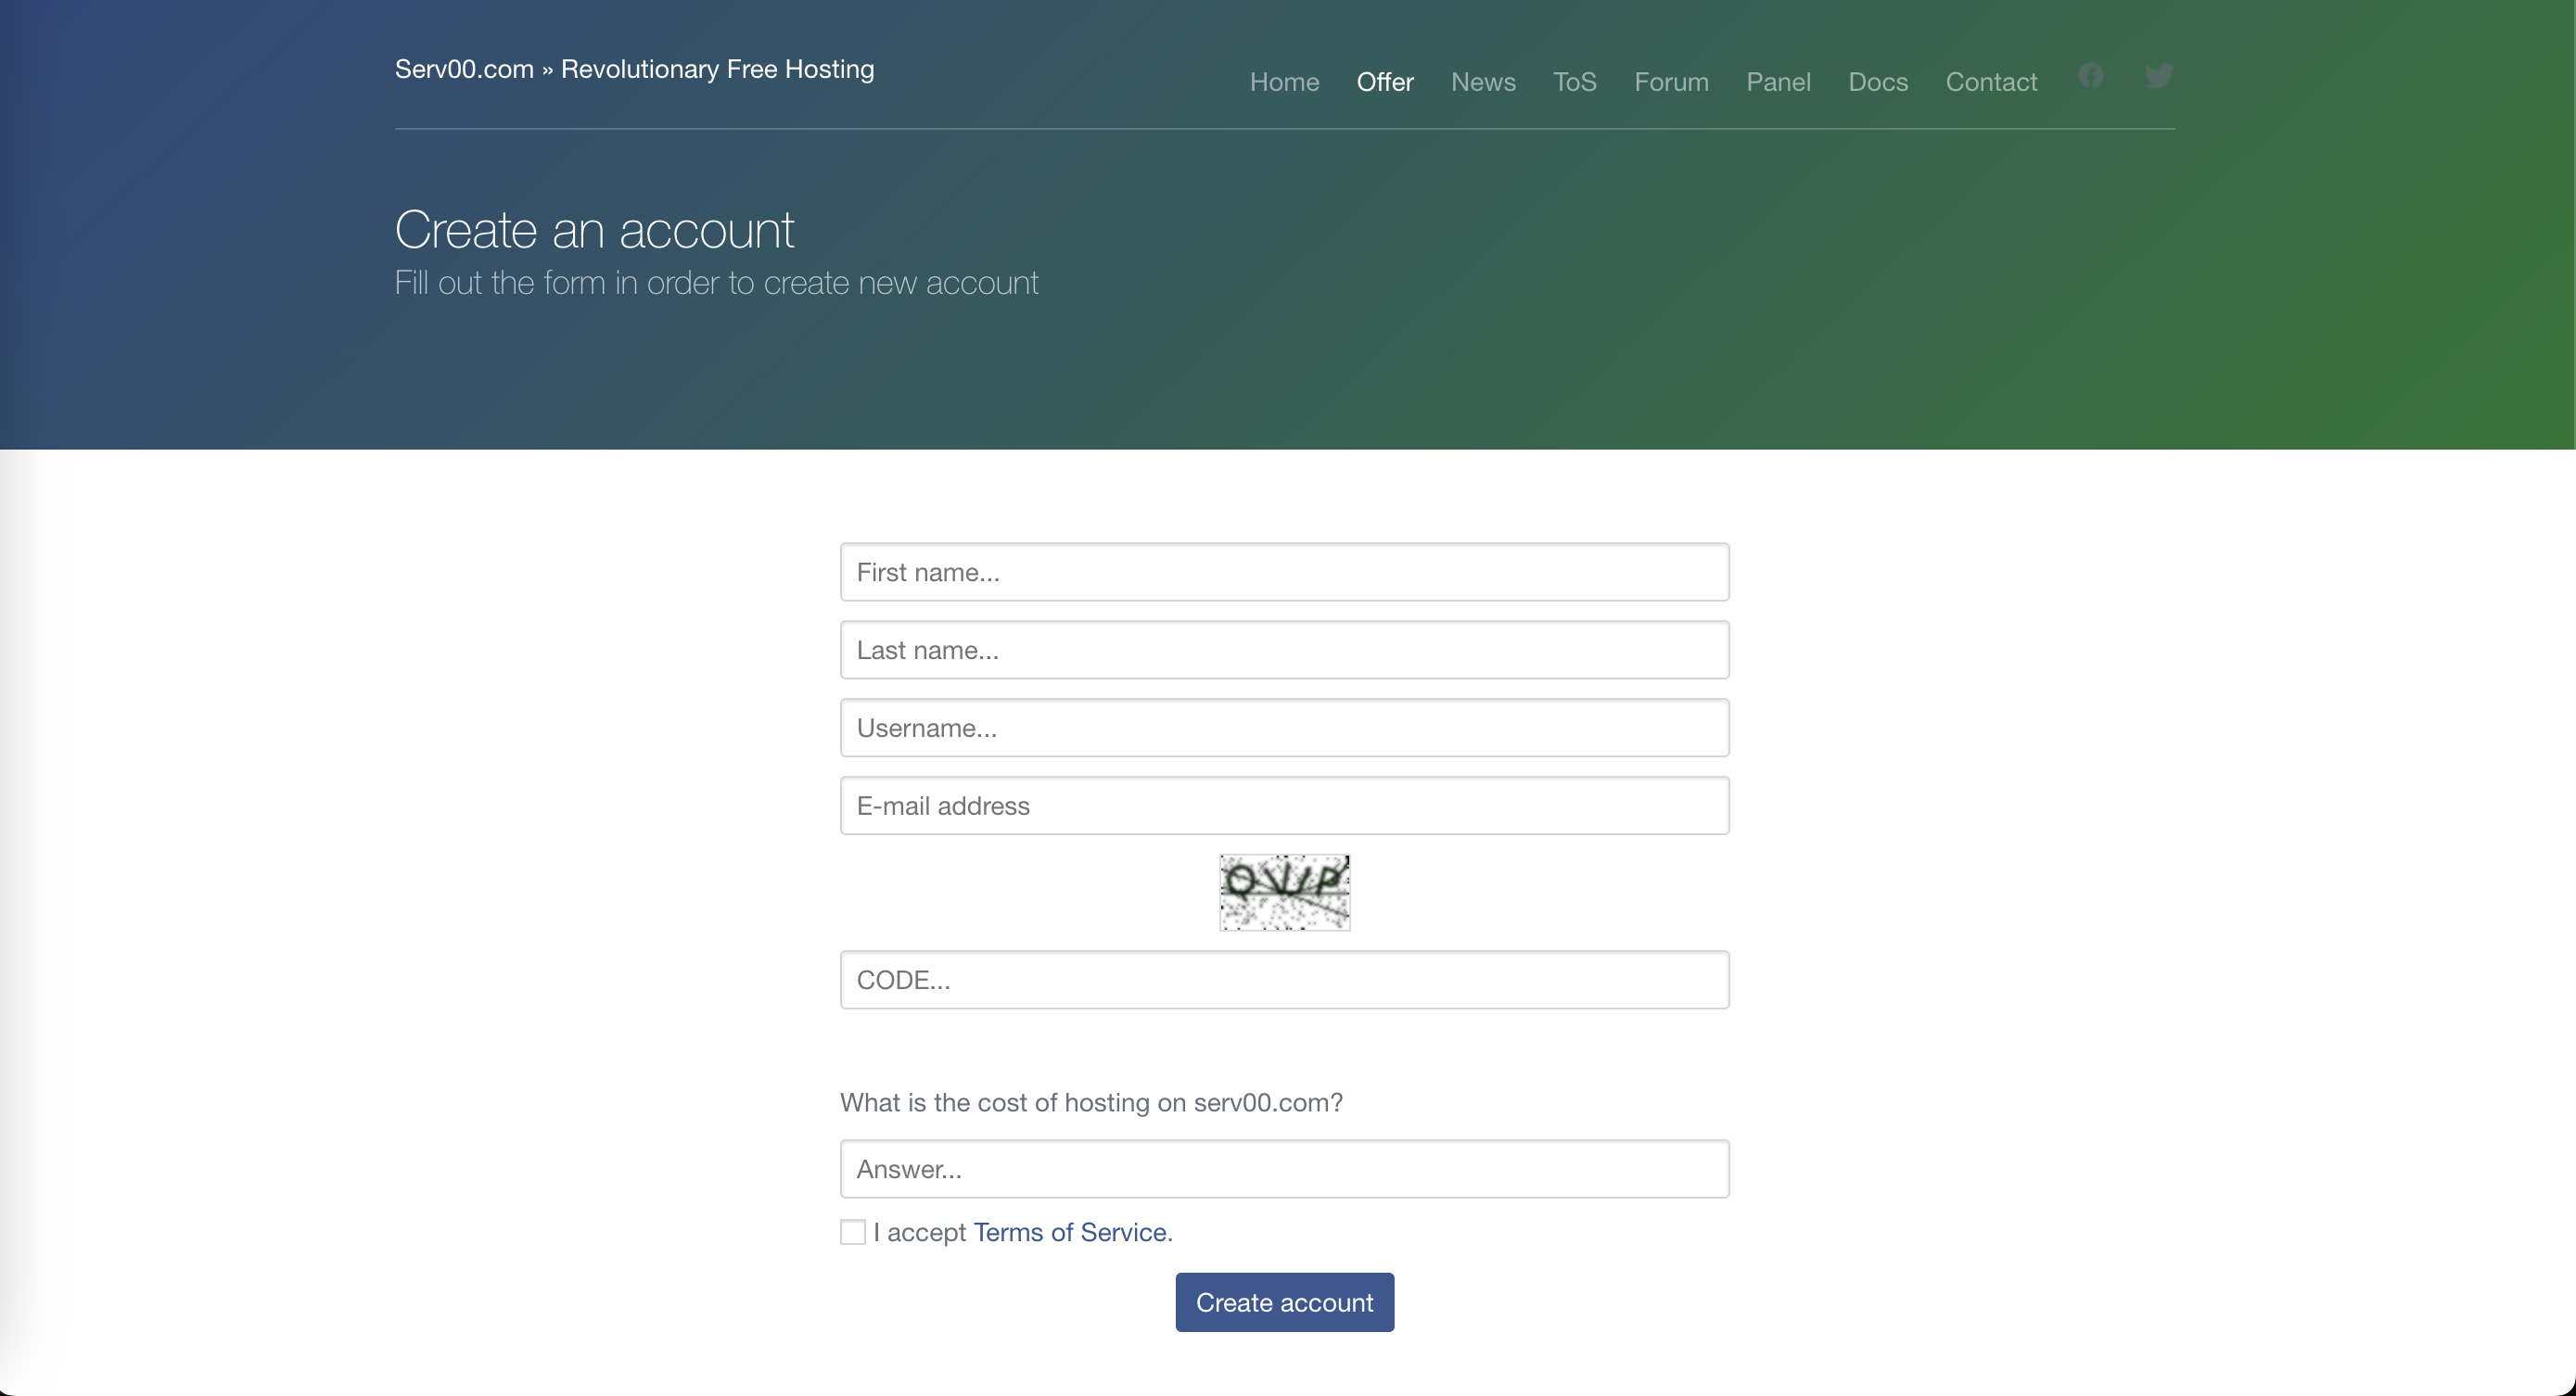 Serv00.com » Revolutionary Free Hosting
Home Offer News ToS Forum Panel Docs Contact
Create an account
Fill out the form in order to create new account
First name...
Last name...
Username...
E-mail address
CODE...
What is the cost of hosting on serv00.com?
Answer...
I accept Terms of Service.
Create account